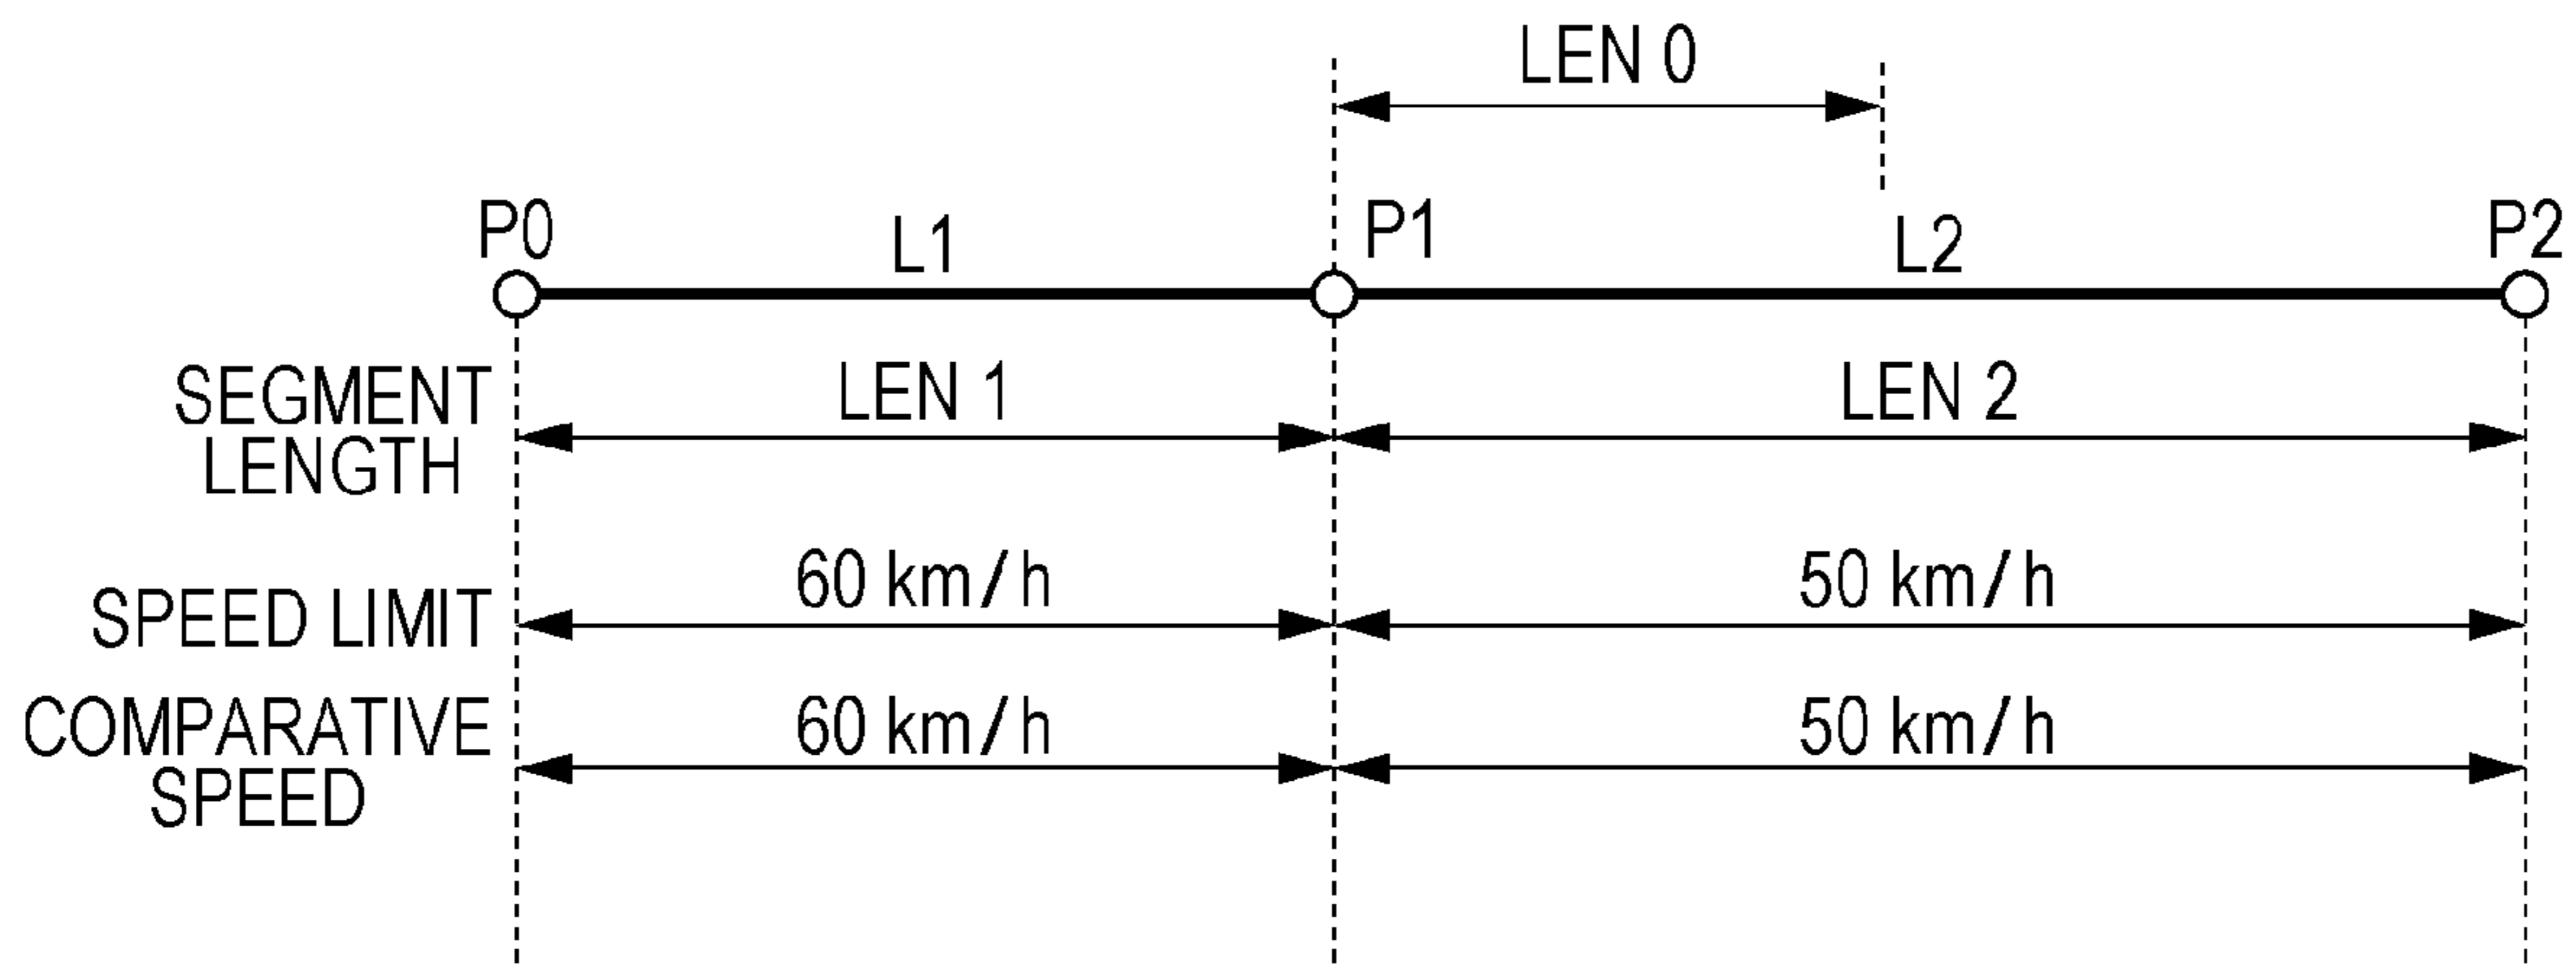 LEN 0
P0
L1
P1
L2
P2
SEGMENT
LENGTH
LEN 1
LEN 2
SPEED LIMIT
60 km/h
50 km/h
COMPARATIVE
SPEED
60 km/h
50 km/h